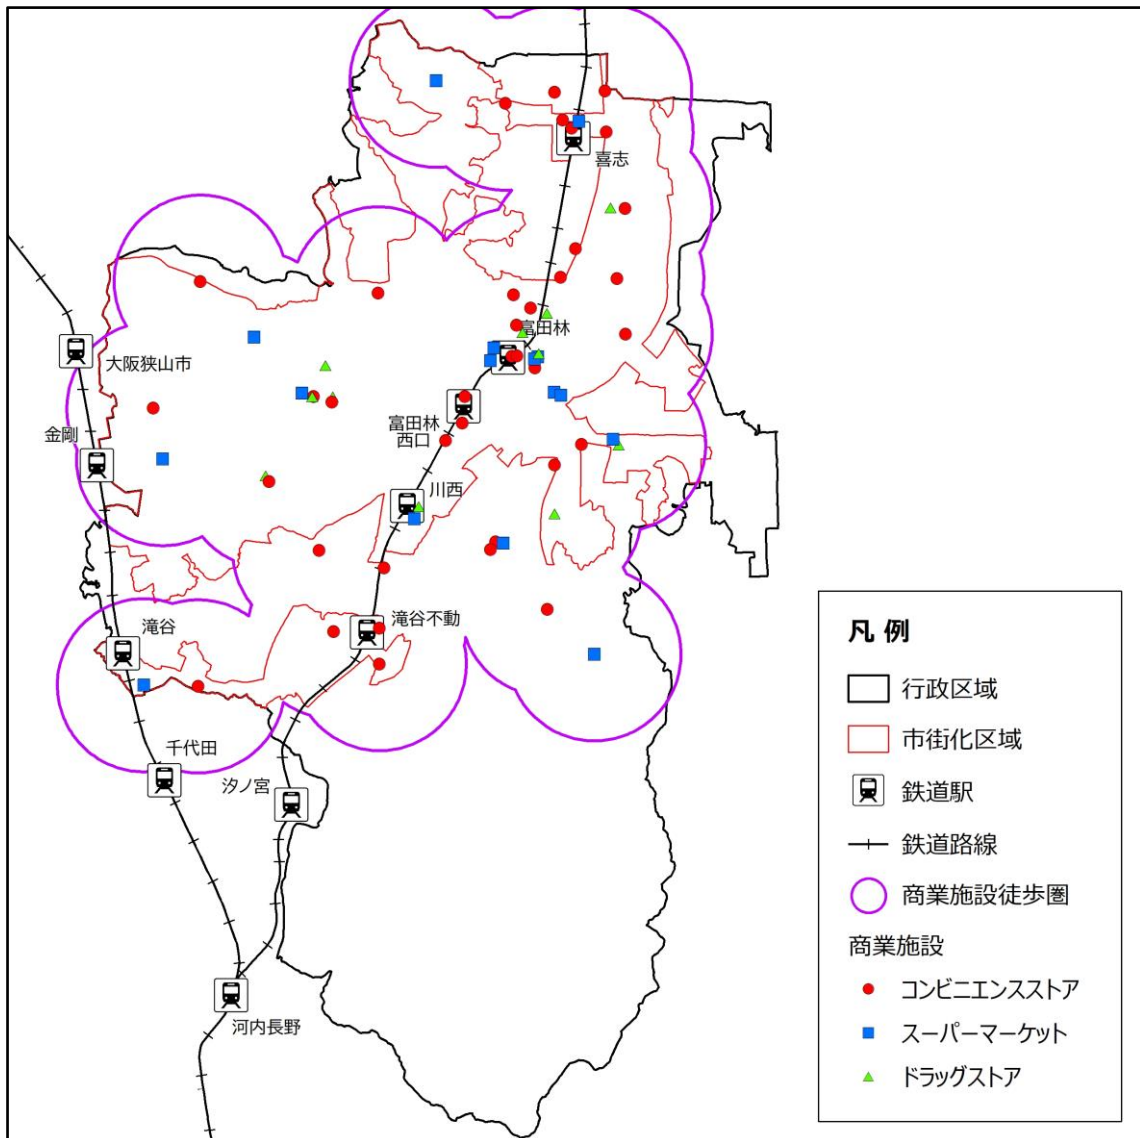 喜志
富田林
大阪狭山市
富田林
西口
金剛
川西
滝谷
滝谷不動
千代田
汐ノ宮
河内長野
凡 例
行政区域
市街化区域
鉄道駅
鉄道路線
商業施設徒歩圏
商業施設
コンビニエンスストア
スーパーマーケット
ドラッグストア